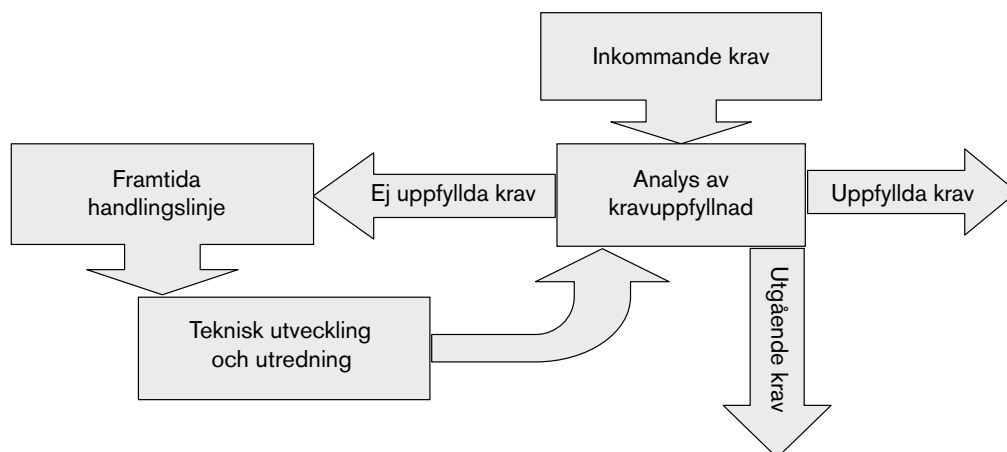 Inkommande krav
Framtida
handlingslinje
Ej uppfyllda krav
Analys av
kravuppfyllnad
Uppfyllda krav
Teknisk utveckling
och utredning
Utgående krav